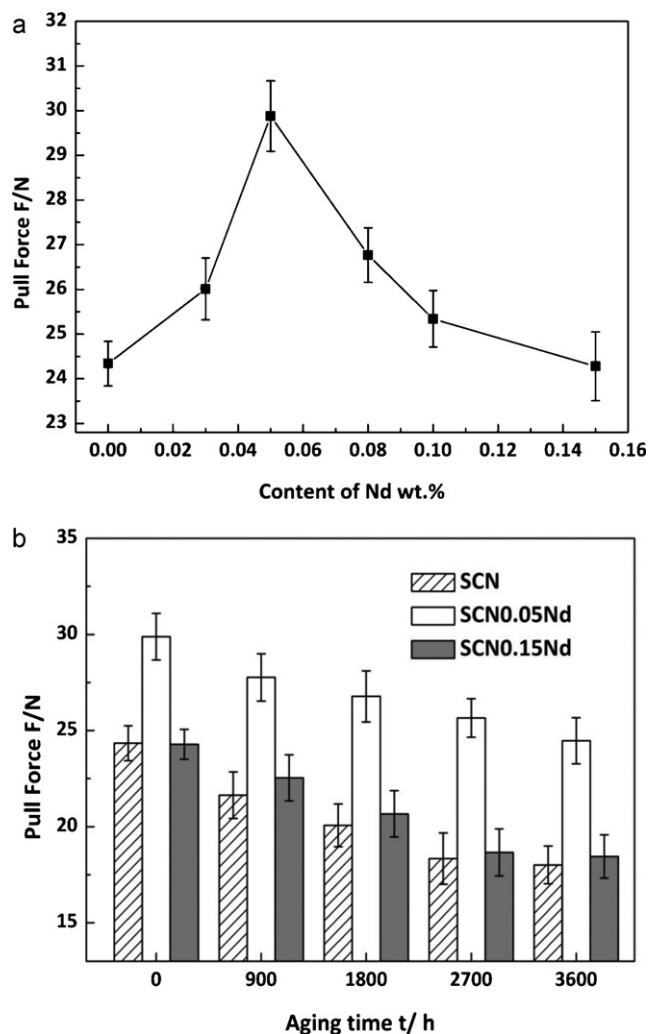 a
32
31
30
29
28
27
26
25
24
23
Pull Force F/N
0.00 0.02 0.04 0.06 0.08 0.10 0.12 0.14 0.16
Content of Nd wt.%
b
35
30
25
20
15
Pull Force F/N
SCN
SCN0.05Nd
SCN0.15Nd
0 900 1800 2700 3600
Aging time t/ h